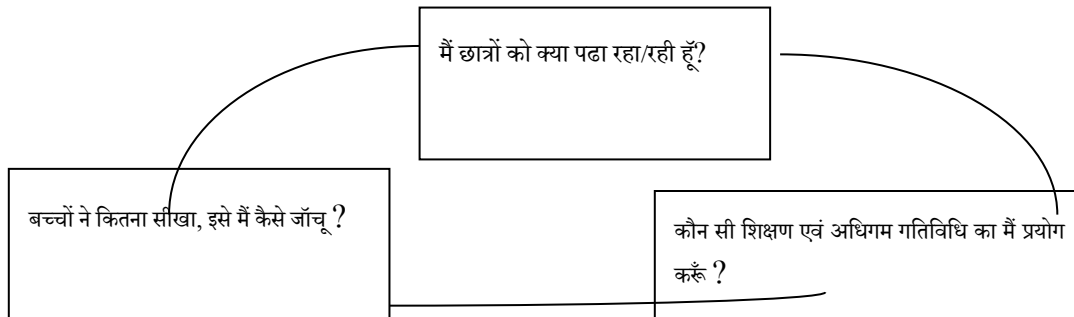 मैं छात्रों को क्या पढा रहा/रही हूॅ?
बच्चों ने कितना सीखा, इसे मैं कैसे जॉचू ?
कौन सी शिक्षण एवं अधिगम गतिविधि का मैं प्रयोग
करूँ ?